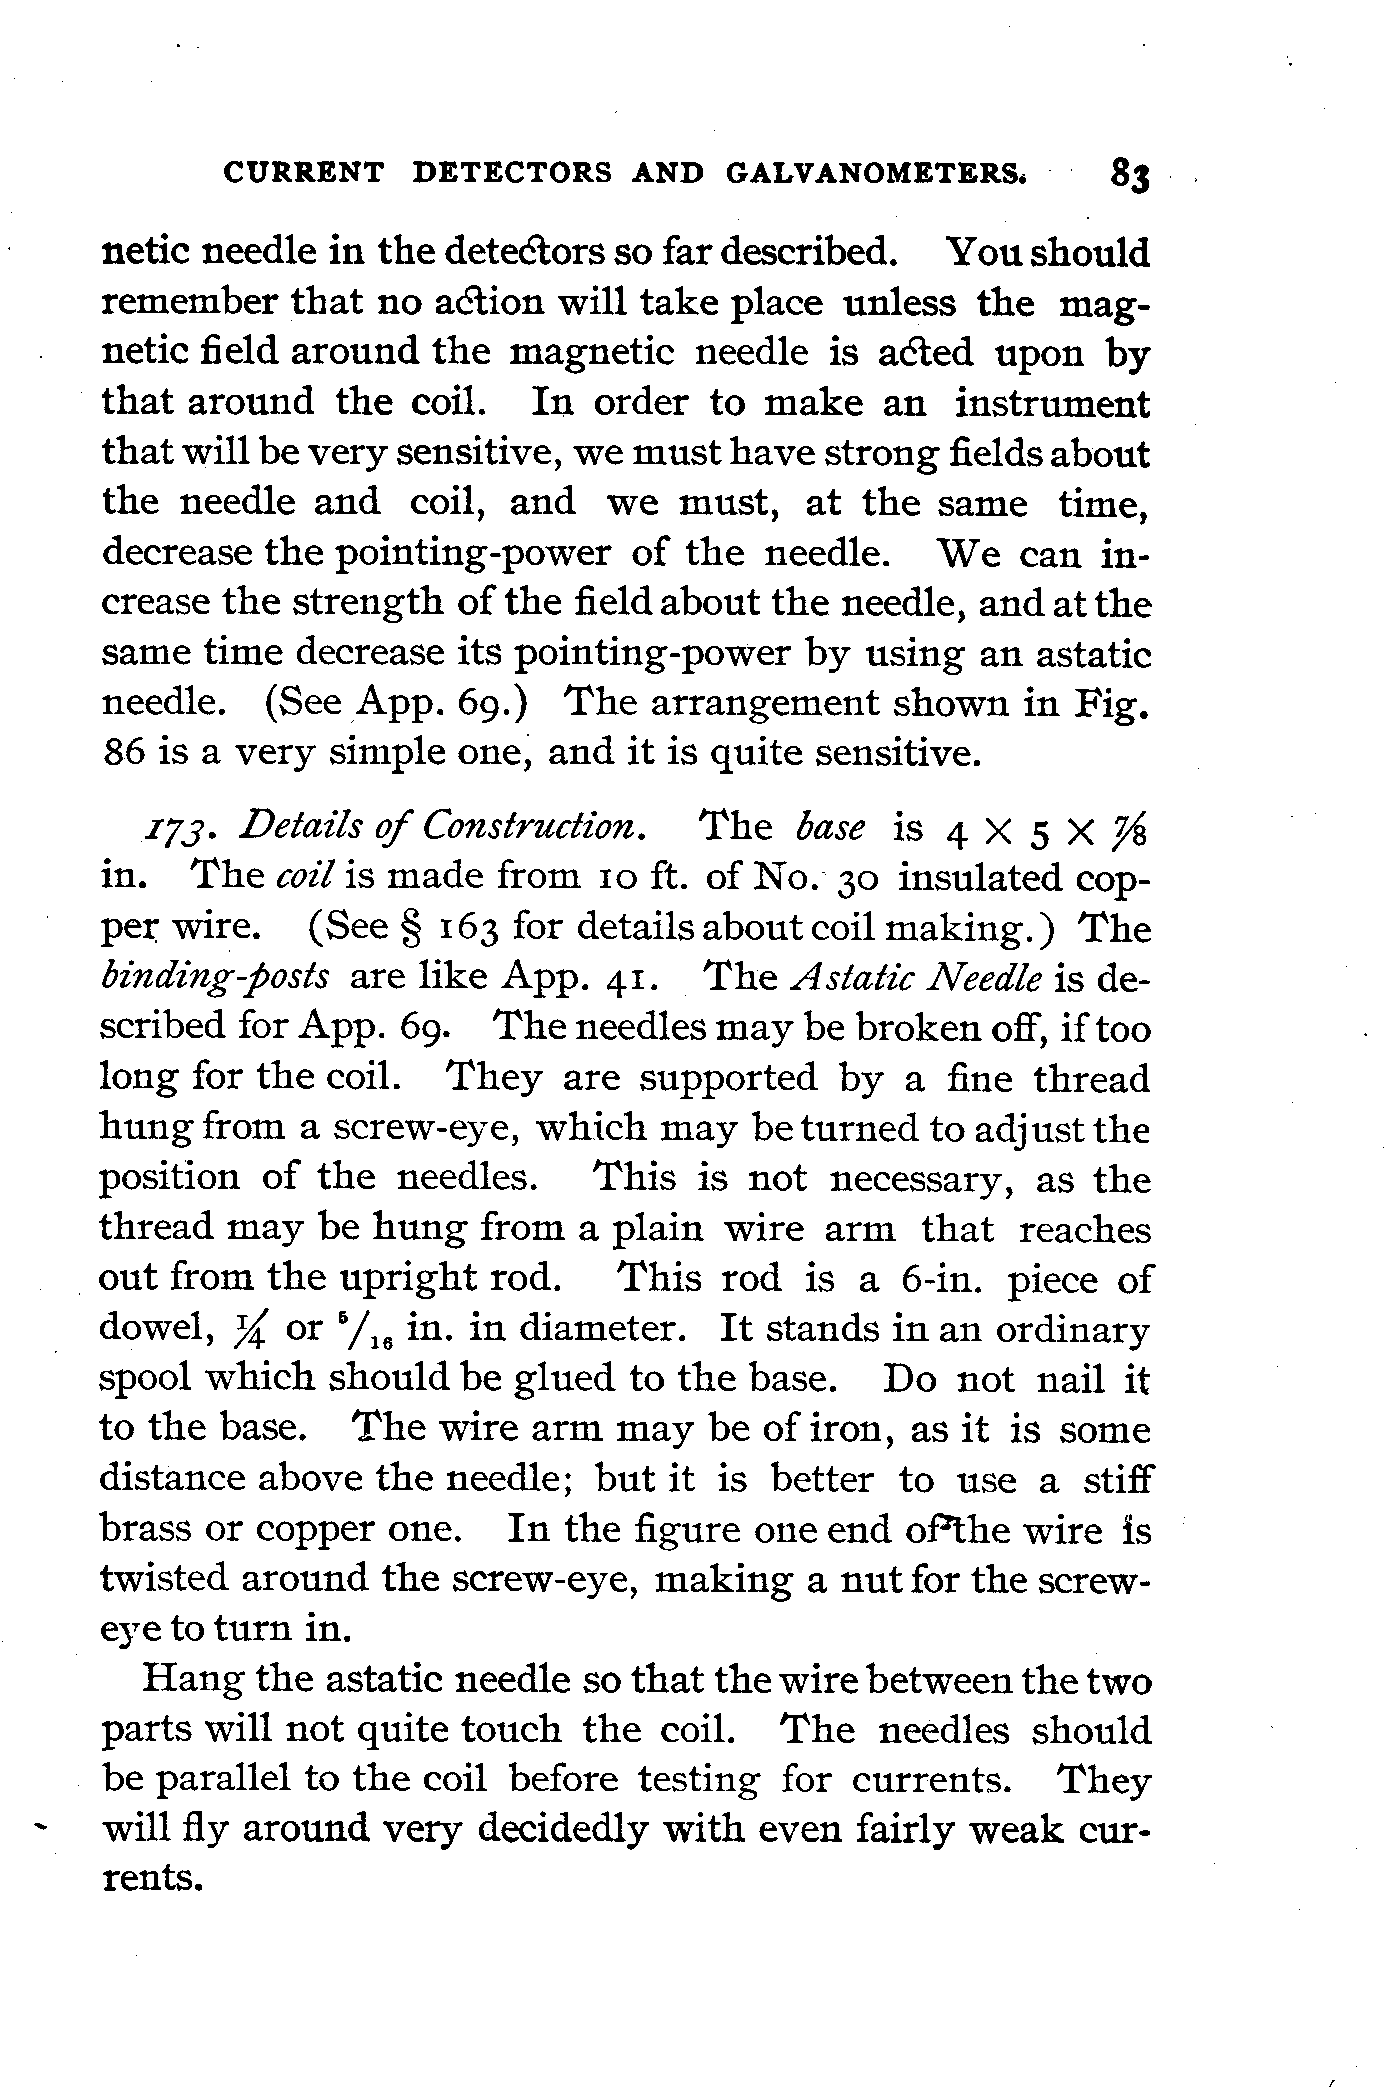 CURRENT DETECTORS AND GALVANOMETERS. 83
netic needle in the detectors so far described. You should
remember that no action will take place unless the mag-
netic field around the magnetic needle is acted upon by
that around the coil. In order to make an instrument
that will be very sensitive, we must have strong fields about
the needle and coil, and we must, at the same time,
decrease the pointing-power of the needle. We can in-
crease the strength of the field about the needle, and at the
same time decrease its pointing-power by using an astatic
needle. (See App. 69.) The arrangement shown in Fig.
86 is a very simple one, and it is quite sensitive.
173. Details of Construction. The base is 4 × 5 × ⅞
in. The coil is made from 10 ft. of No. 30 insulated cop-
per wire. (See § 163 for details about coil making.) The
binding-posts are like App. 41. The Astatic Needle is de-
scribed for App. 69. The needles may be broken off, if too
long for the coil. They are supported by a fine thread
hung from a screw-eye, which may be turned to adjust the
position of the needles. This is not necessary, as the
thread may be hung from a plain wire arm that reaches
out from the upright rod. This rod is a 6-in. piece of
dowel, ¼ or ⁵/₁₆ in. in diameter. It stands in an ordinary
spool which should be glued to the base. Do not nail it
to the base. The wire arm may be of iron, as it is some
distance above the needle; but it is better to use a stiff
brass or copper one. In the figure one end of the wire is
twisted around the screw-eye, making a nut for the screw-
eye to turn in.
Hang the astatic needle so that the wire between the two
parts will not quite touch the coil. The needles should
be parallel to the coil before testing for currents. They
will fly around very decidedly with even fairly weak cur-
rents.